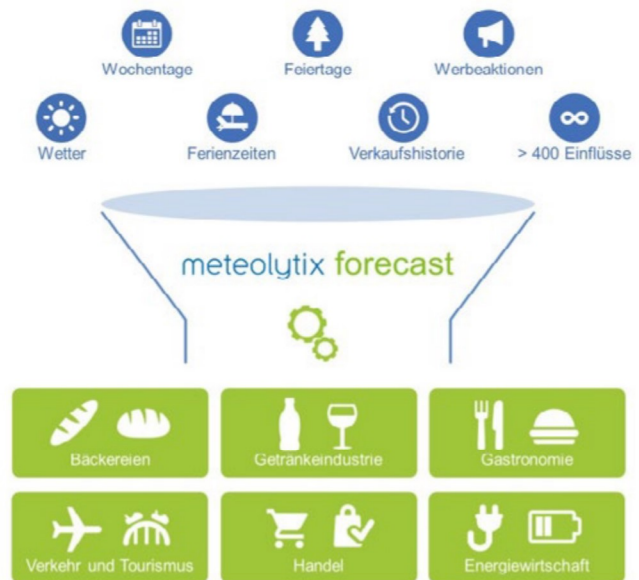 Wochentage
Feiertage
Werbeaktionen
Wetter
Ferienzeiten
Verkaufshistorie
> 400 Einflüsse
meteolytix forecast
Bäckereien
Getränkeindustrie
Gastronomie
Verkehr und Tourismus
Handel
Energiewirtschaft